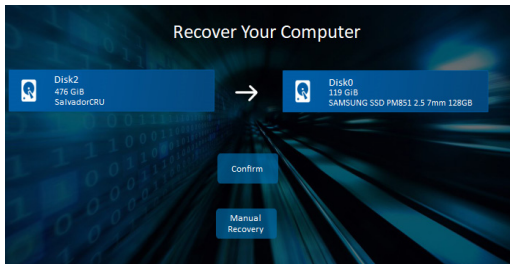 Recover Your Computer
Disk2
476 GiB
SalvadorCRU
Disk0
119 GiB
SAMSUNG SSD PM851 2.5 7mm 128GB
Confirm
Manual
Recovery